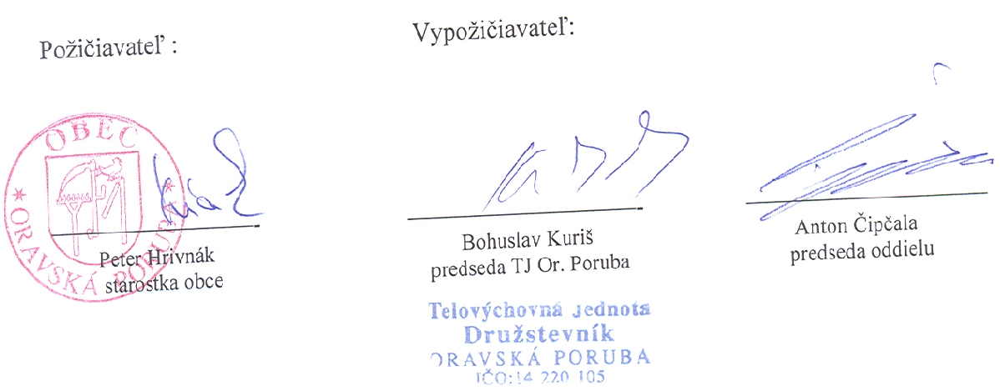 Požičiavateľ :
Vypožičiavateľ:
OBEC
* ORAVSKÁ PORUBA *
Peter Hrivnák
starostka obce
Bohuslav Kuriš
predseda TJ Or. Poruba
Anton Čipčala
predseda oddielu
Telovýchovná jednota
Družstevník
ORAVSKÁ PORUBA
IČO:14 220 105